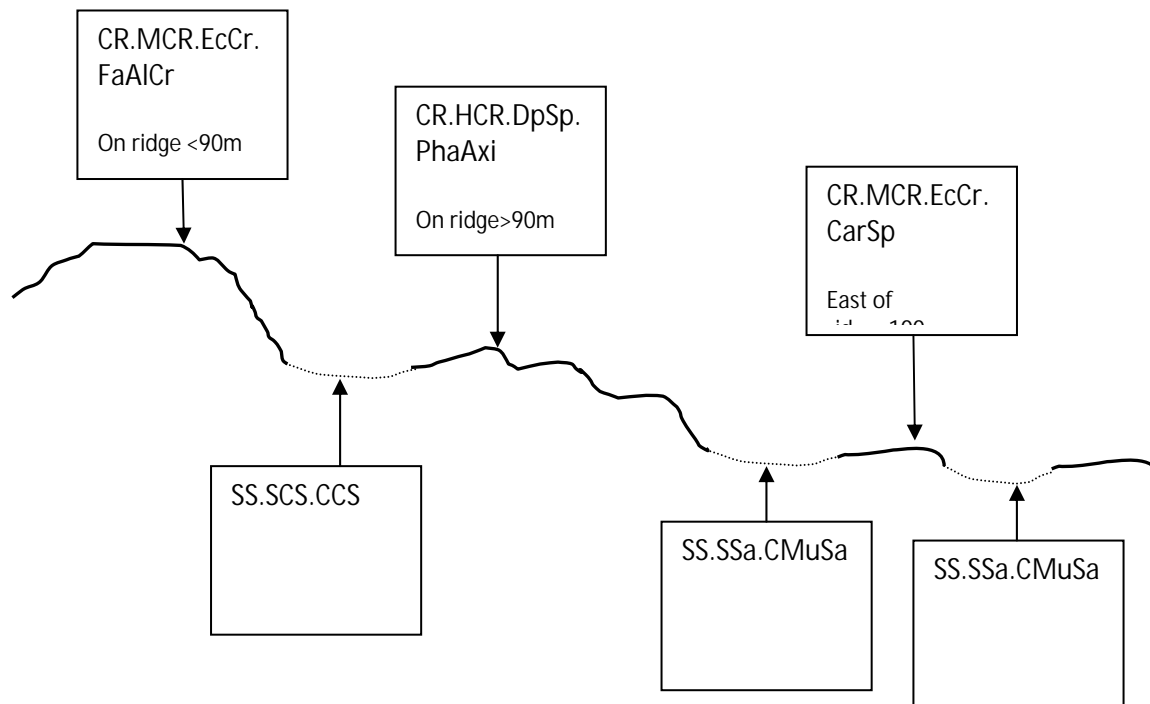 CR.MCR.EcCr.
FaAlCr
On ridge <90m
CR.HCR.DpSp.
PhaAxi
On ridge>90m
CR.MCR.EcCr.
CarSp
East of
SS.SCS.CCS
SS.SSa.CMuSa
SS.SSa.CMuSa